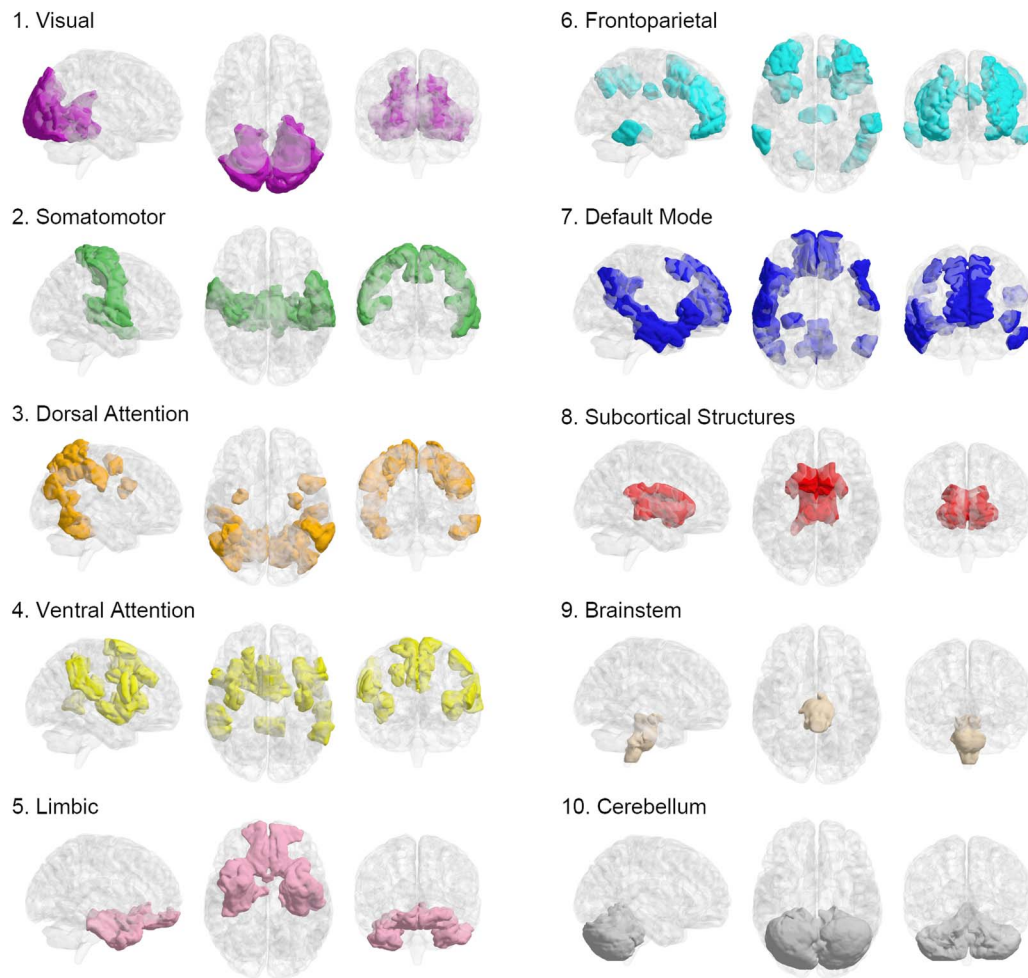 1. Visual
2. Somatomotor
3. Dorsal Attention
4. Ventral Attention
5. Limbic
6. Frontoparietal
7. Default Mode
8. Subcortical Structures
9. Brainstem
10. Cerebellum